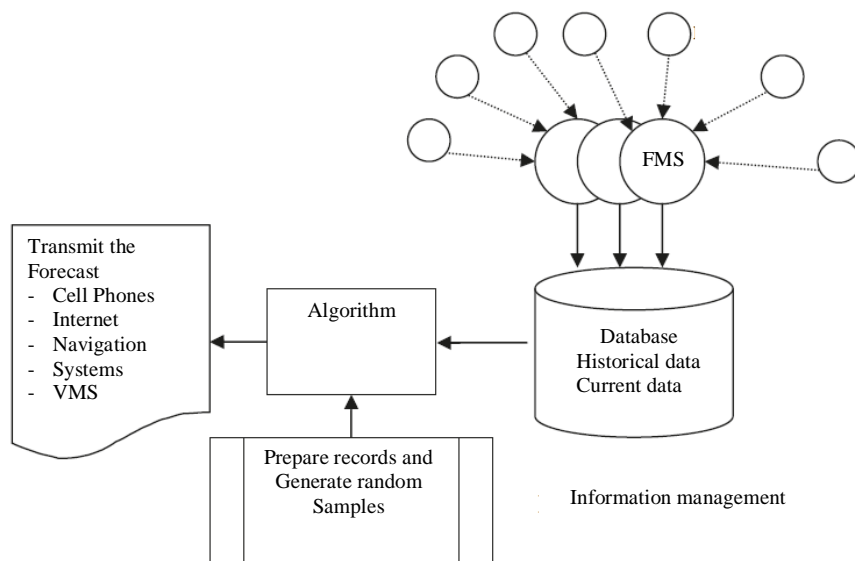 FMS
Transmit the
Forecast
- Cell Phones
- Internet
- Navigation
- Systems
- VMS
Algorithm
Database
Historical data
Current data
Prepare records and
Generate random
Samples
Information management